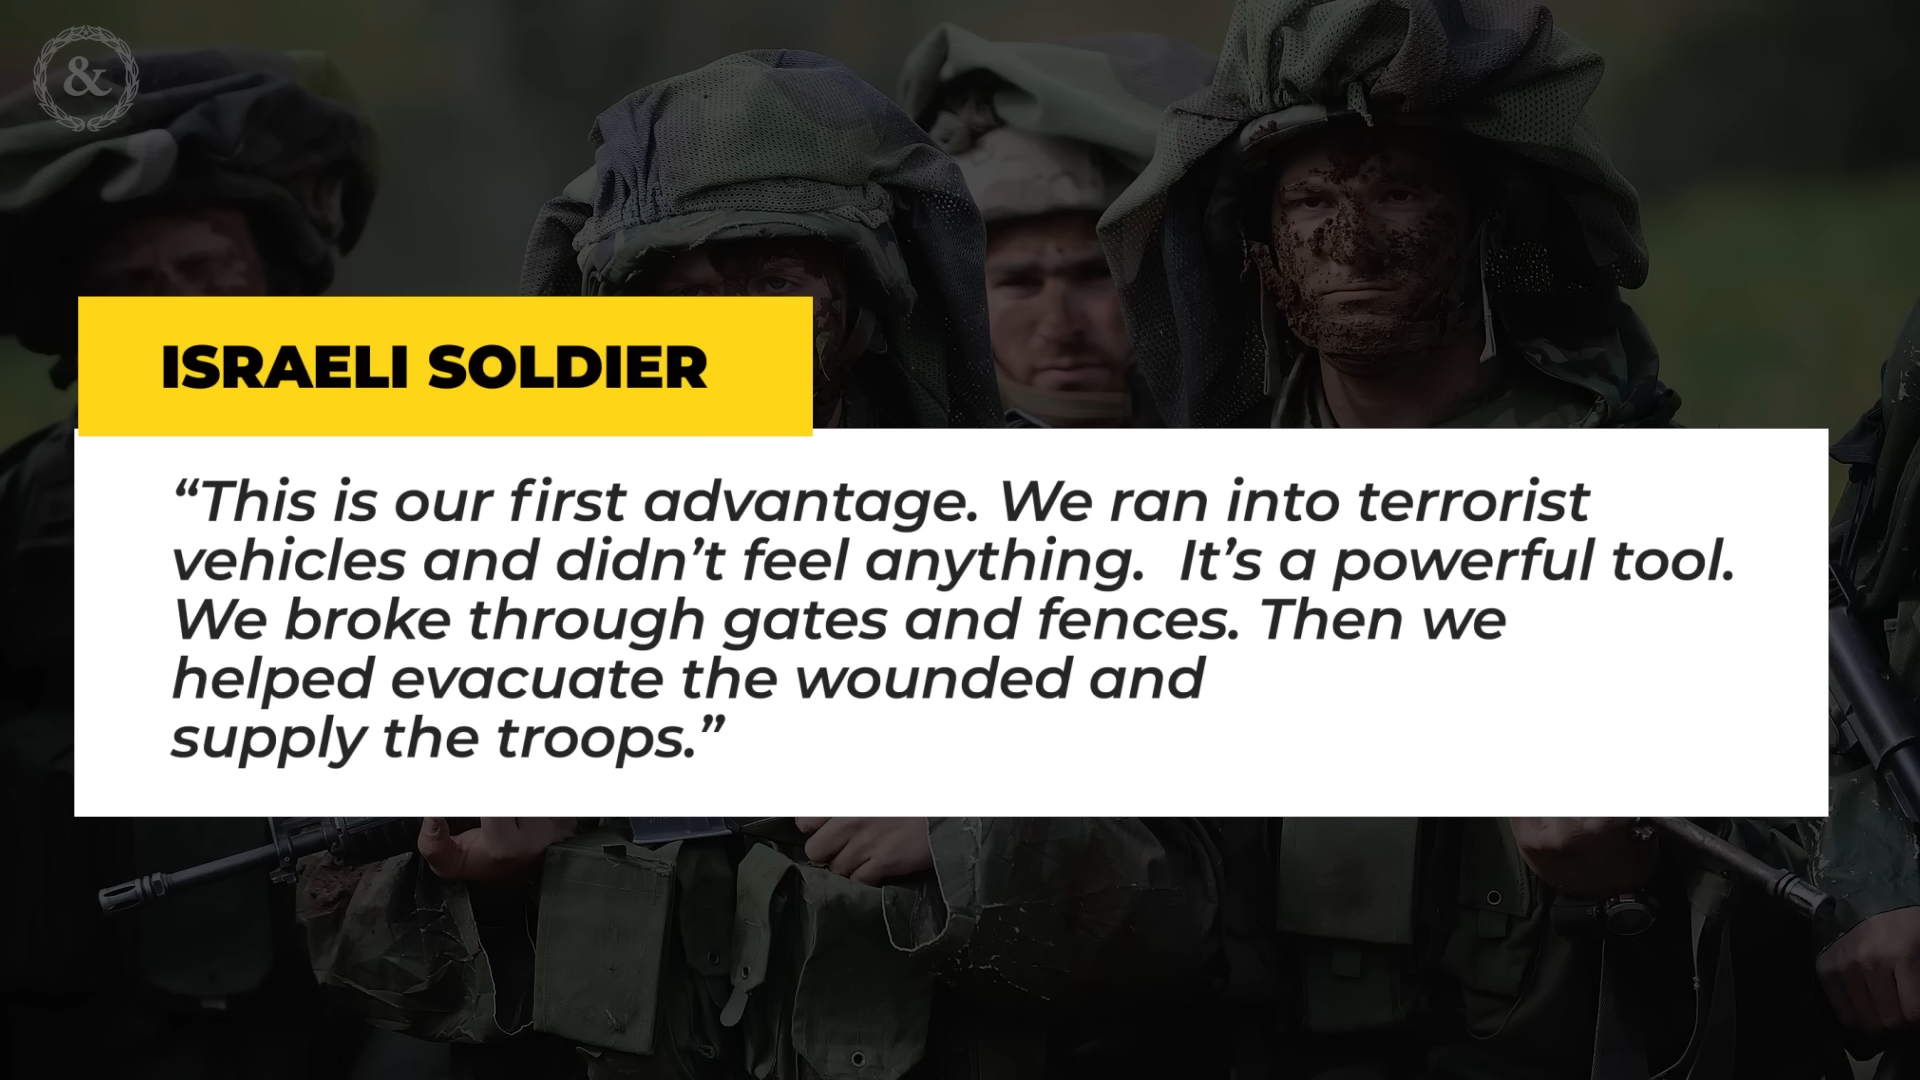 &
ISRAELI SOLDIER
“This is our first advantage. We ran into terrorist
vehicles and didn’t feel anything.  It’s a powerful tool.
We broke through gates and fences. Then we
helped evacuate the wounded and
supply the troops.”